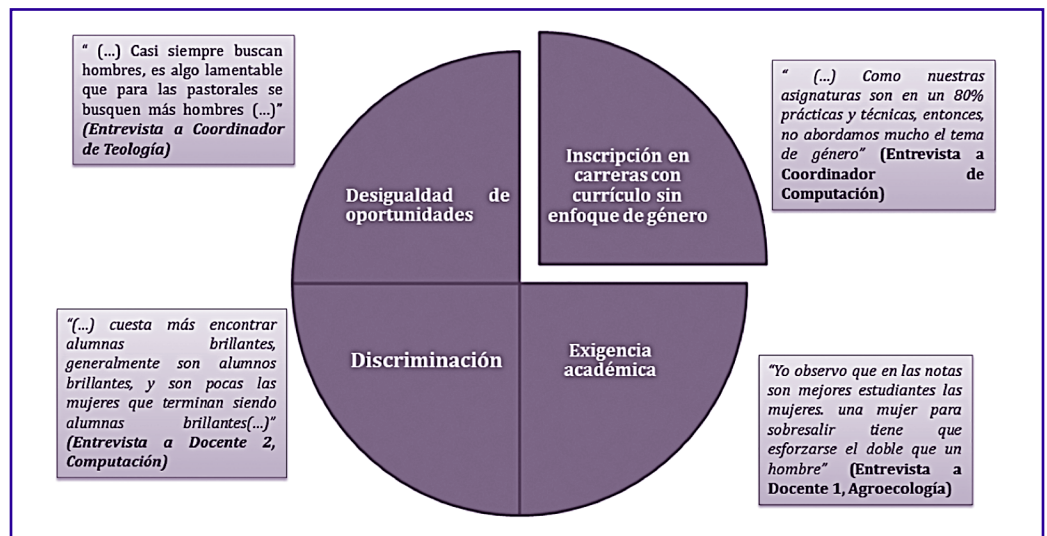 “ (...) Casi siempre buscan
hombres, es algo lamentable
que para las pastorales se
busquen más hombres (...)”
(Entrevista a Coordinador
de Teología)
“ (...) Como nuestras
asignaturas son en un 80%
prácticas y técnicas, entonces,
no abordamos mucho el tema
de género” (Entrevista a
Coordinador de
Computación)
Desigualdad de
oportunidades
Inscripción en
carreras con
currículo sin
enfoque de género
“(...) cuesta más encontrar
alumnas brillantes,
generalmente son alumnos
brillantes, y son pocas las
mujeres que terminan siendo
alumnas brillantes(...)”
(Entrevista a Docente 2,
Computación)
Discriminación
Exigencia
académica
“Yo observo que en las notas
son mejores estudiantes las
mujeres. una mujer para
sobresalir tiene que
esforzarse el doble que un
hombre” (Entrevista a
Docente 1, Agroecología)